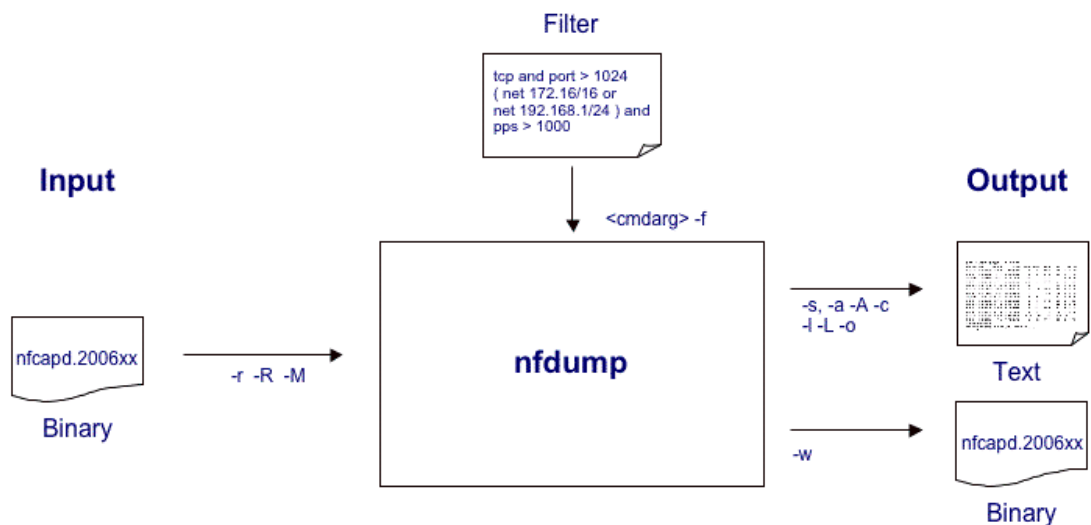 Filter
tcp and port > 1024
( net 172.16/16 or
net 192.168.1/24 ) and
pps > 1000
Input
Output
<cmdarg> -f
nfcapd.2006xx
Binary
-r -R -M
nfdump
-s, -a -A -c
-l -L -o
Text
-w
nfcapd.2006xx
Binary